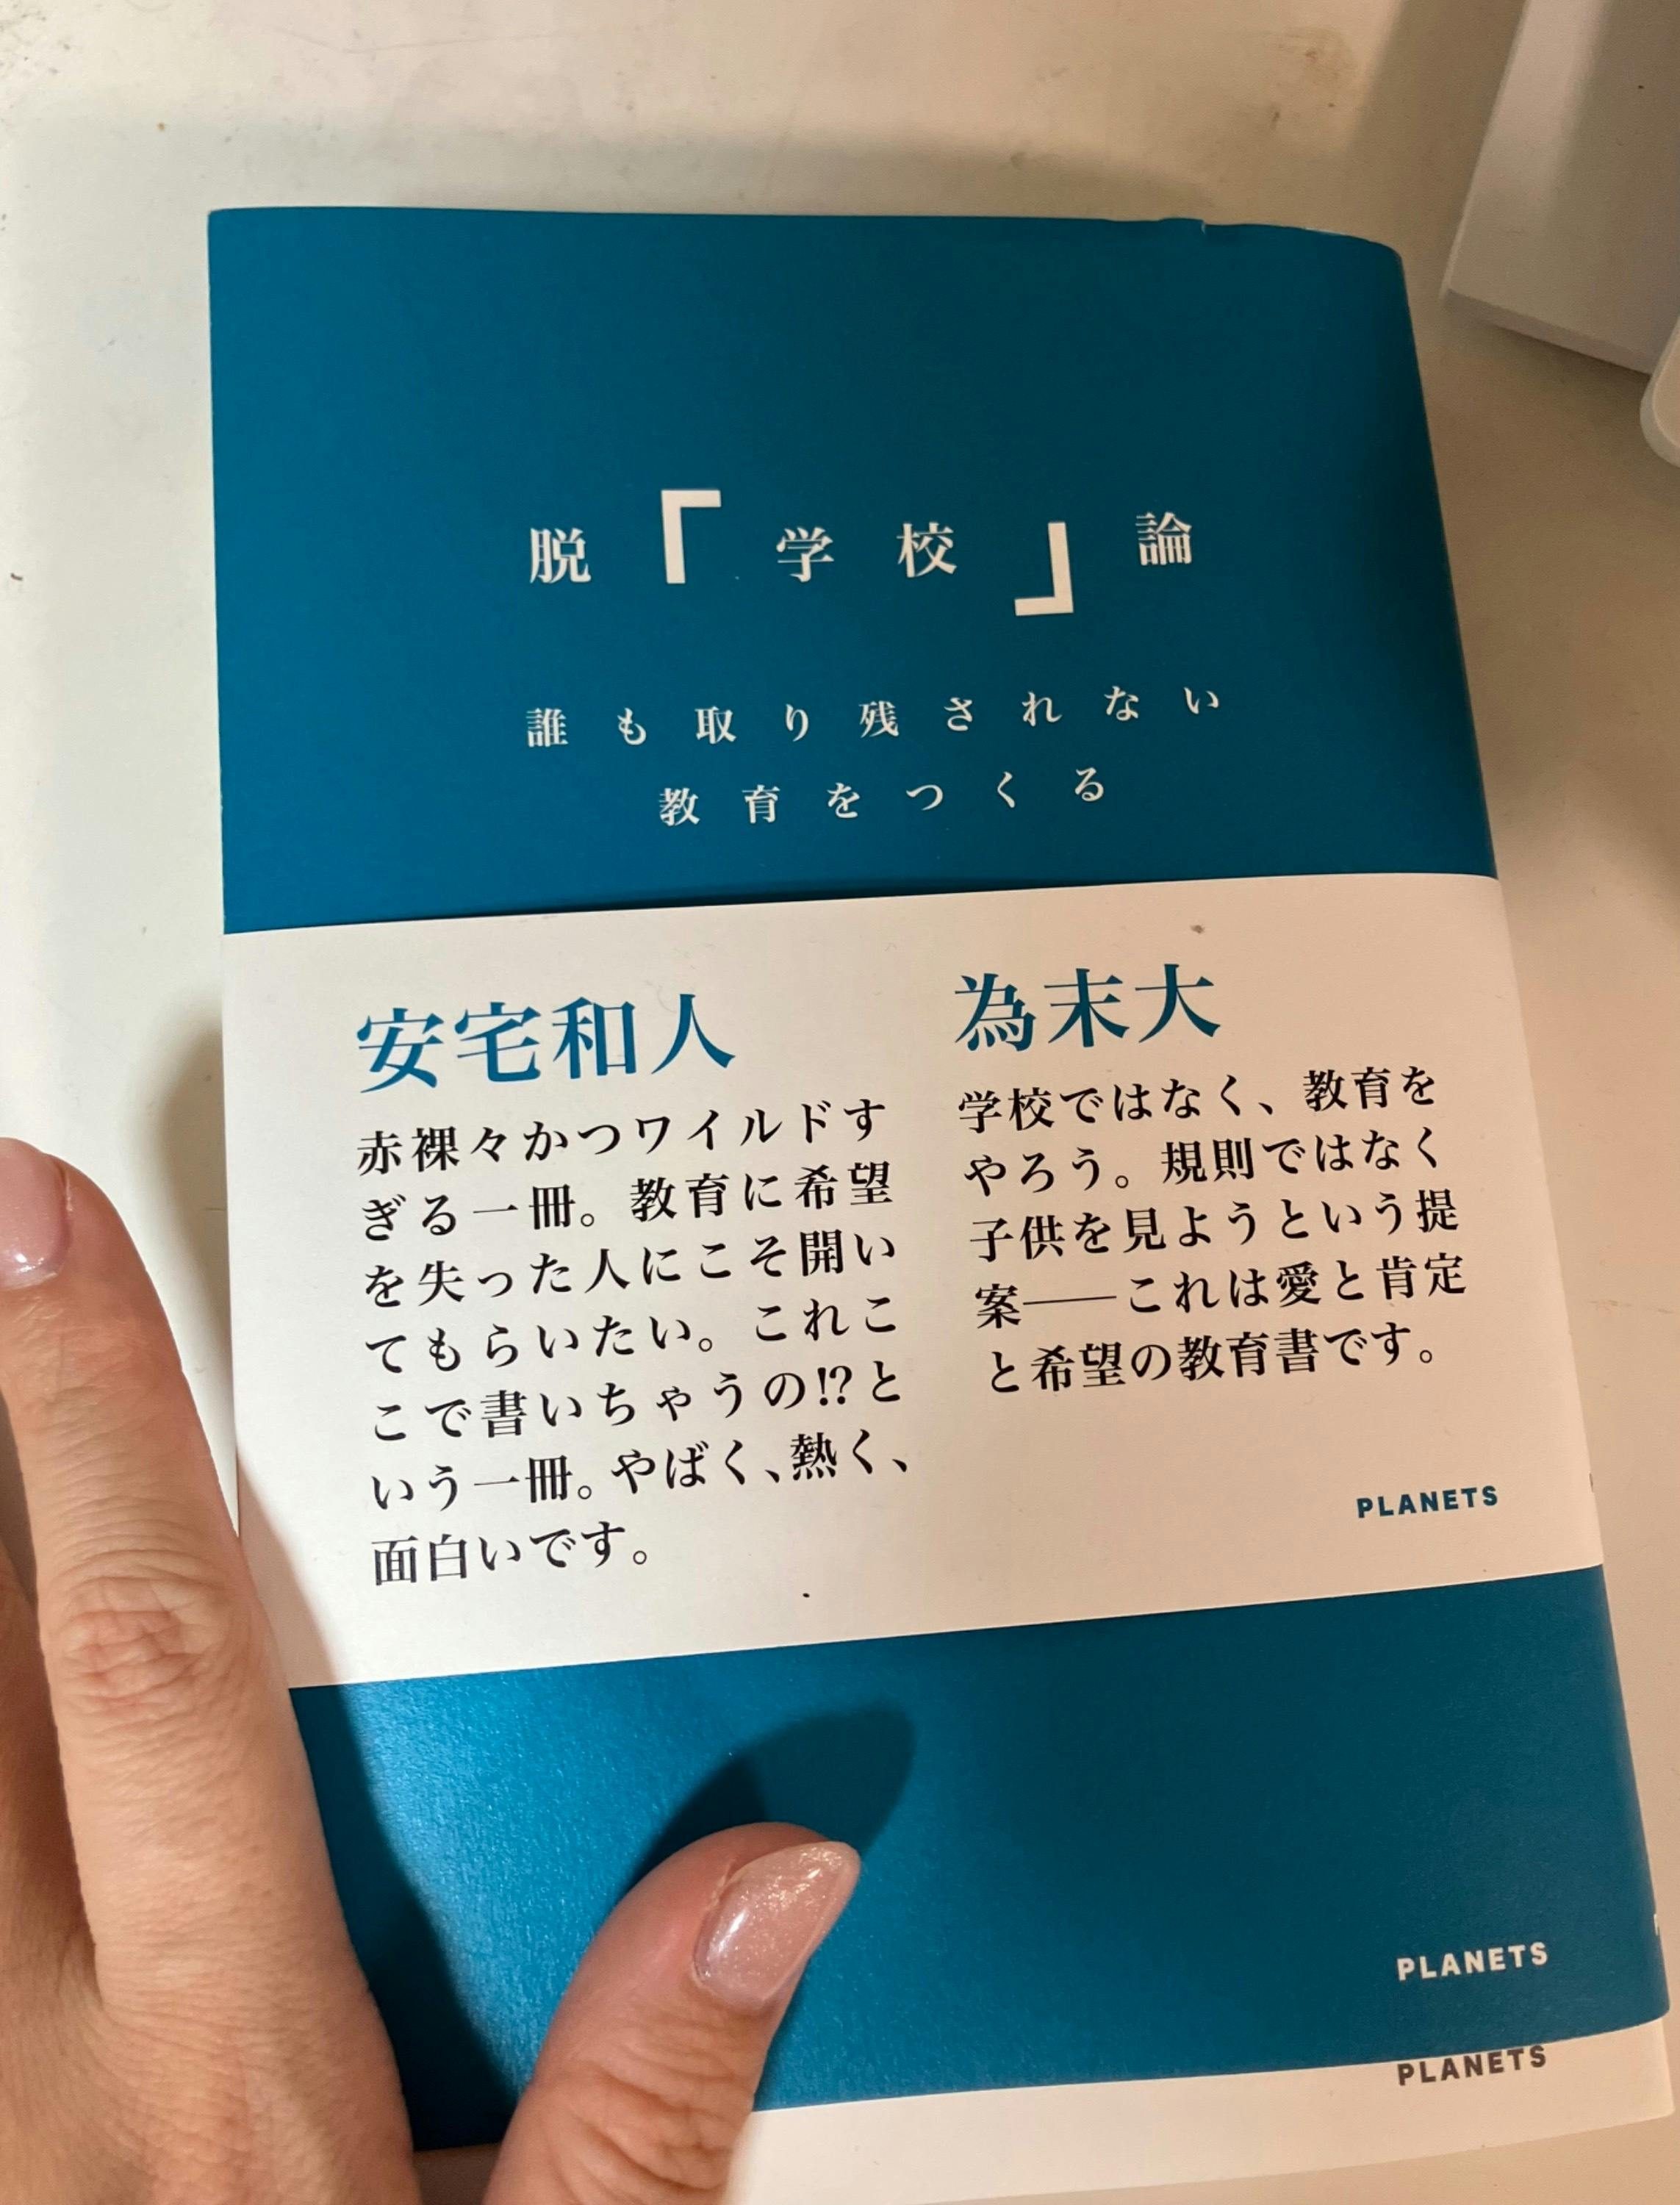 脱「学校」論
誰も取り残されない
教育をつくる
安宅和人
赤裸々かつワイルドす
ぎる一冊。教育に希望
を失った人にこそ開い
てもらいたい。これこ
こで書いちゃうの!?と
いう一冊。やばく、熱く、
面白いです。
為末大
学校ではなく、教育を
やろう。規則ではなく
子供を見ようという提
案――これは愛と肯定
と希望の教育書です。
PLANETS
PLANETS
PLANETS